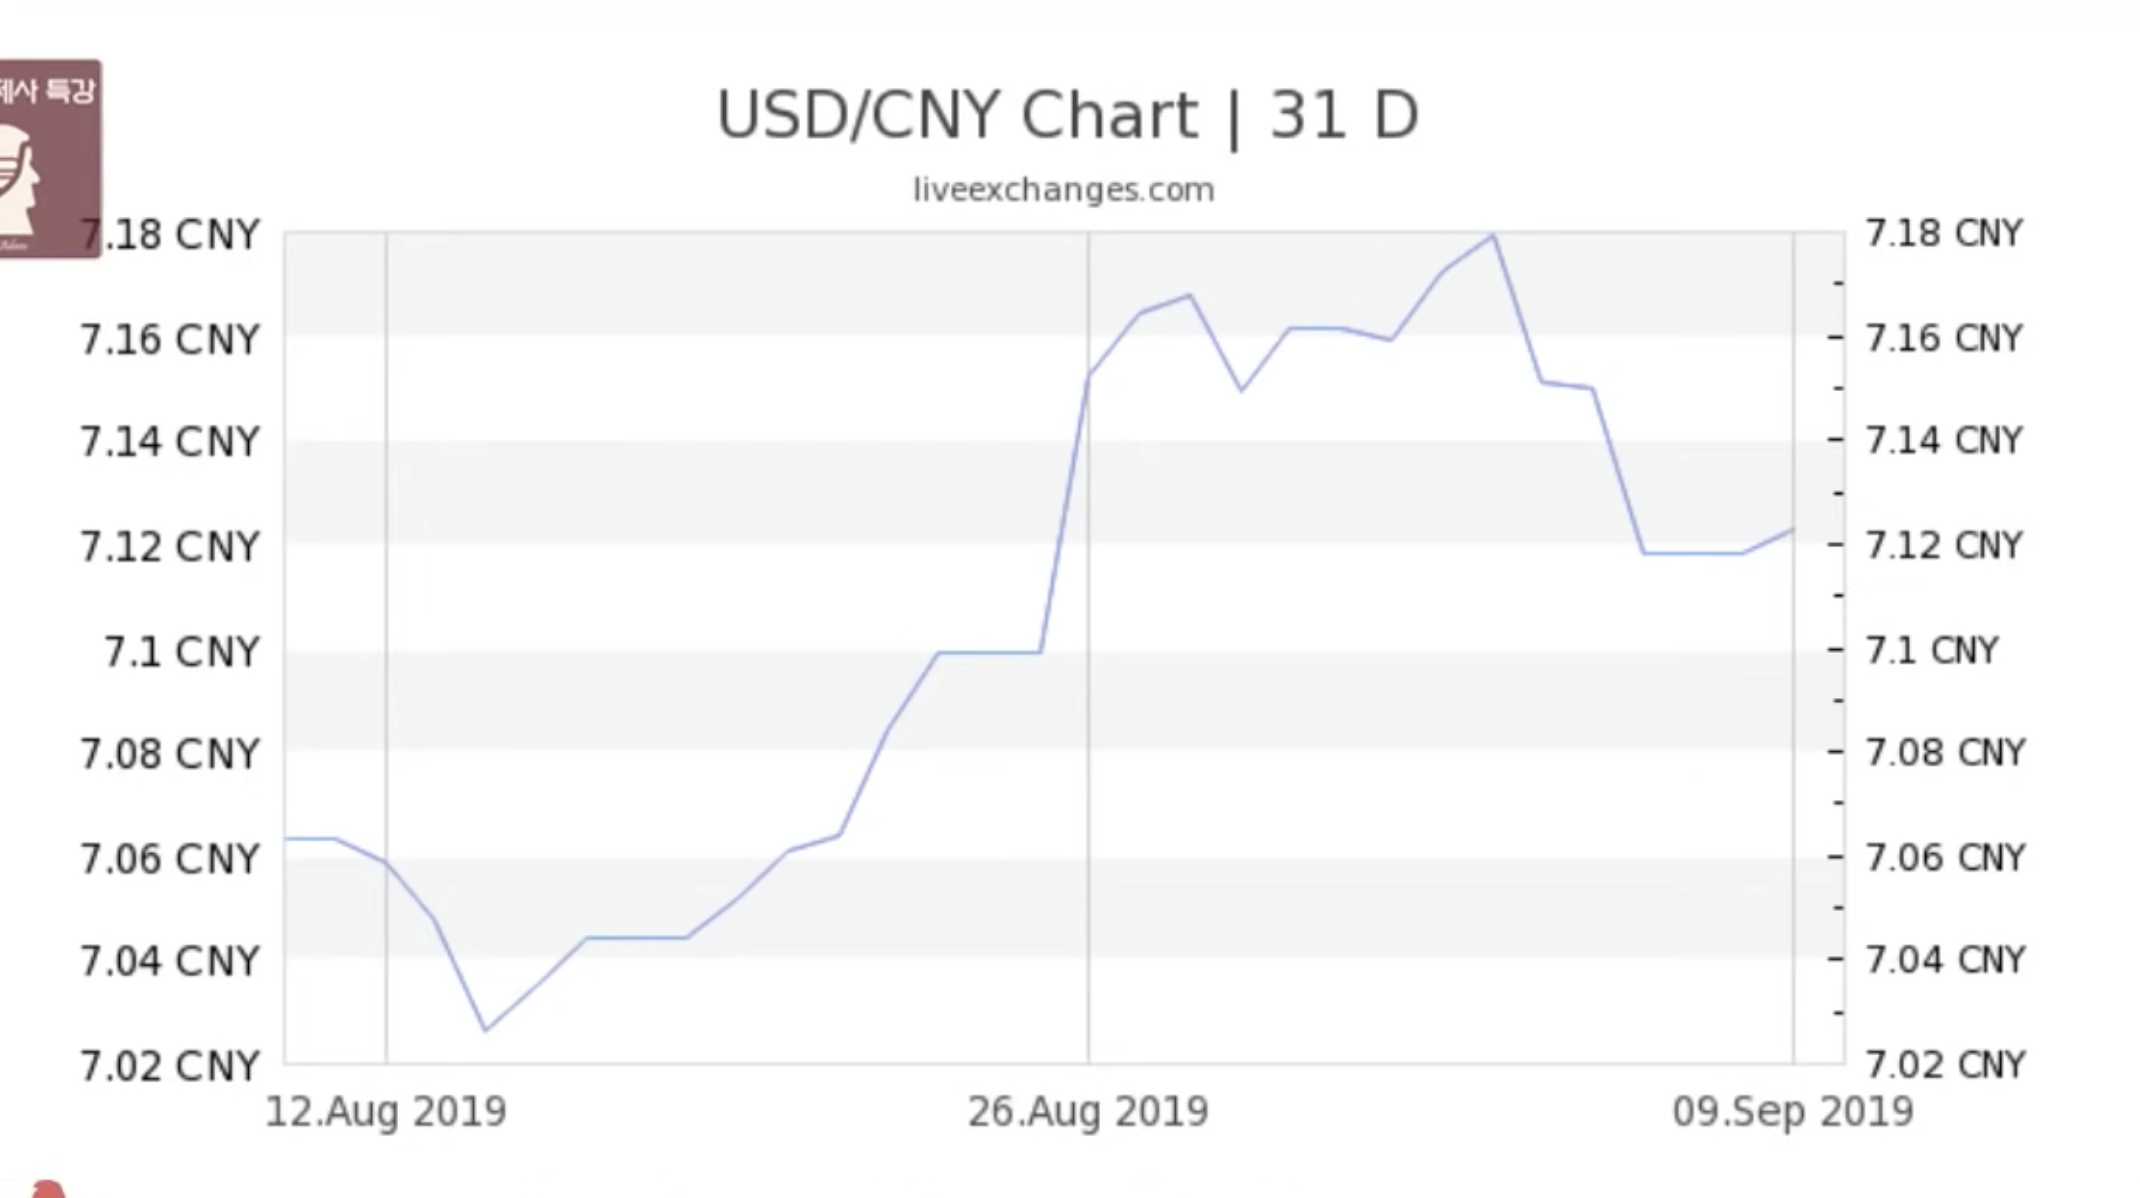 특강
USD/CNY Chart | 31 D
liveexchanges.com
7.18 CNY
7.16 CNY
7.14 CNY
7.12 CNY
7.1 CNY
7.08 CNY
7.06 CNY
7.04 CNY
7.02 CNY
7.18 CNY
7.16 CNY
7.14 CNY
7.12 CNY
7.1 CNY
7.08 CNY
7.06 CNY
7.04 CNY
7.02 CNY
12.Aug 2019
26.Aug 2019
09.Sep 2019